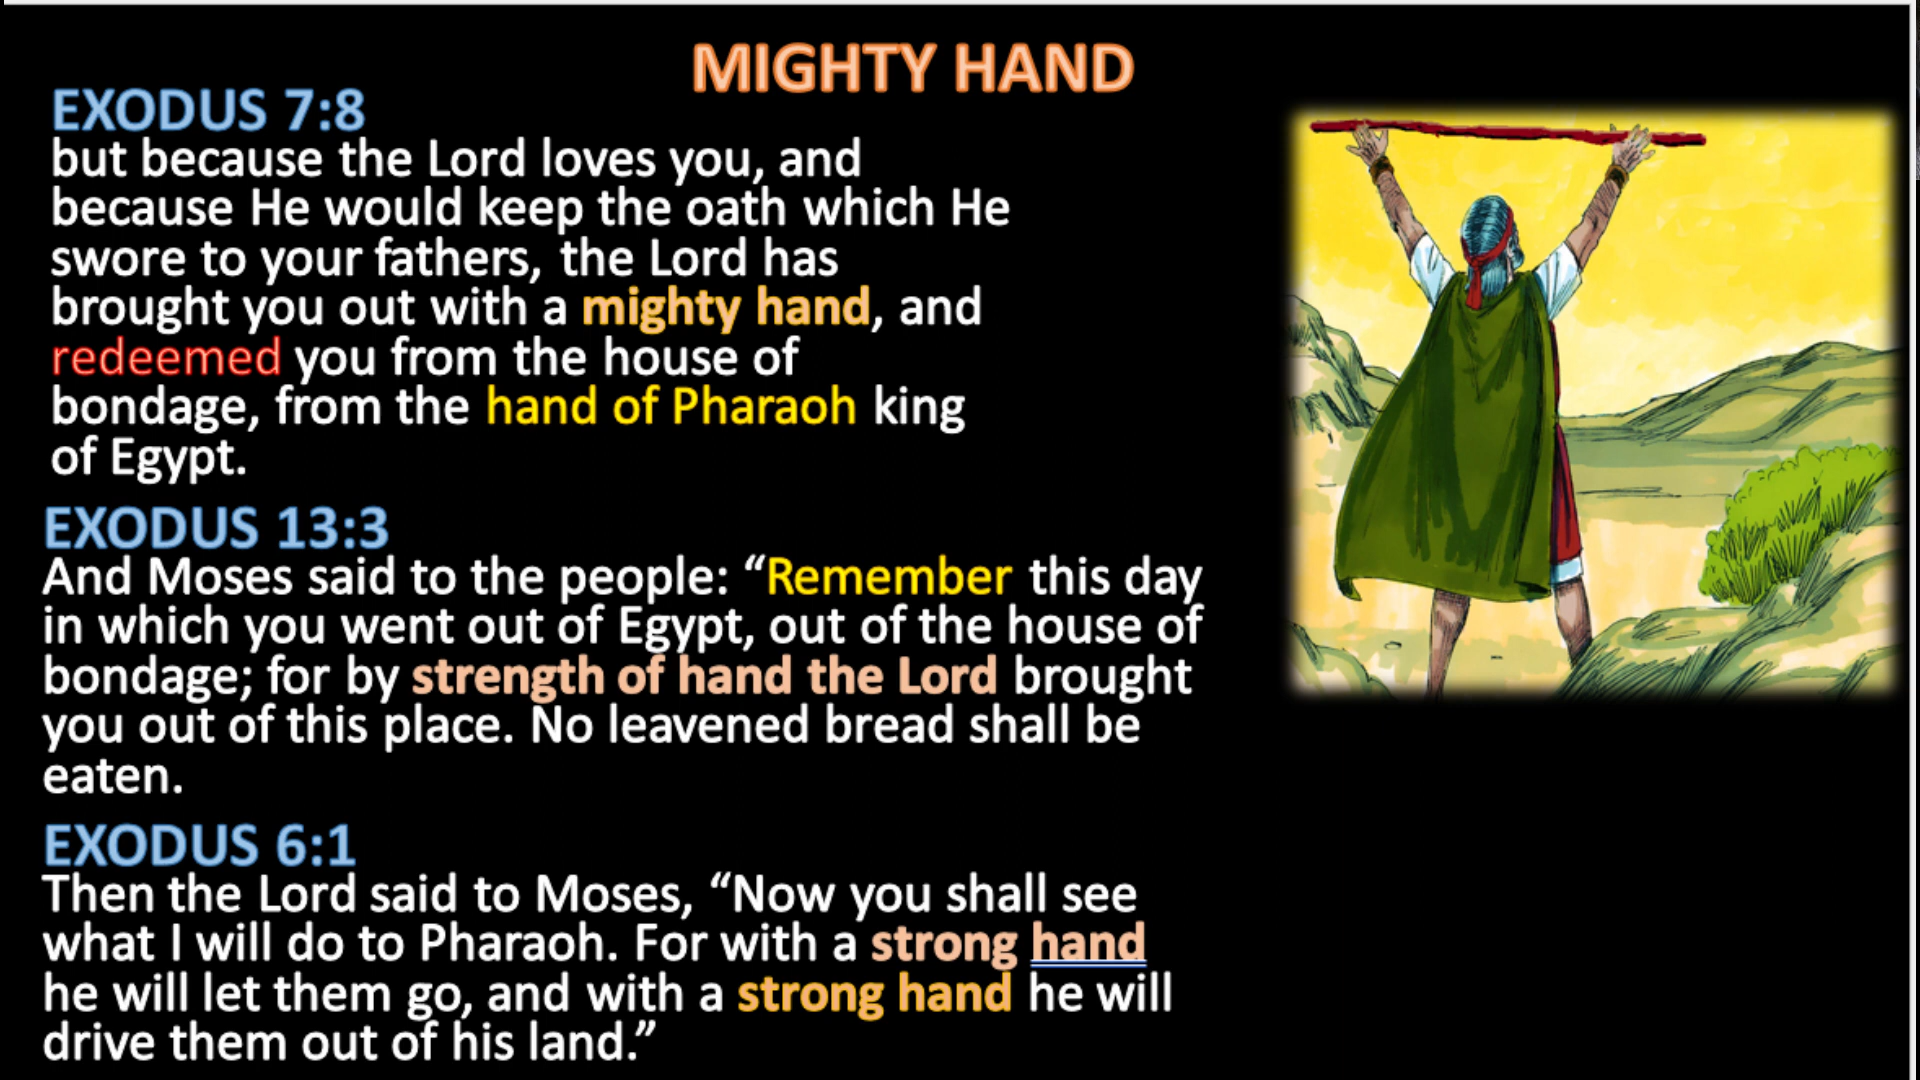 MIGHTY HAND
EXODUS 7:8
but because the Lord loves you, and
because He would keep the oath which He
swore to your fathers, the Lord has
brought you out with a mighty hand, and
redeemed you from the house of
bondage, from the hand of Pharaoh king
of Egypt.
EXODUS 13:3
And Moses said to the people: “Remember this day
in which you went out of Egypt, out of the house of
bondage; for by strength of hand the Lord brought
you out of this place. No leavened bread shall be
eaten.
EXODUS 6:1
Then the Lord said to Moses, “Now you shall see
what I will do to Pharaoh. For with a strong hand
he will let them go, and with a strong hand he will
drive them out of his land.”